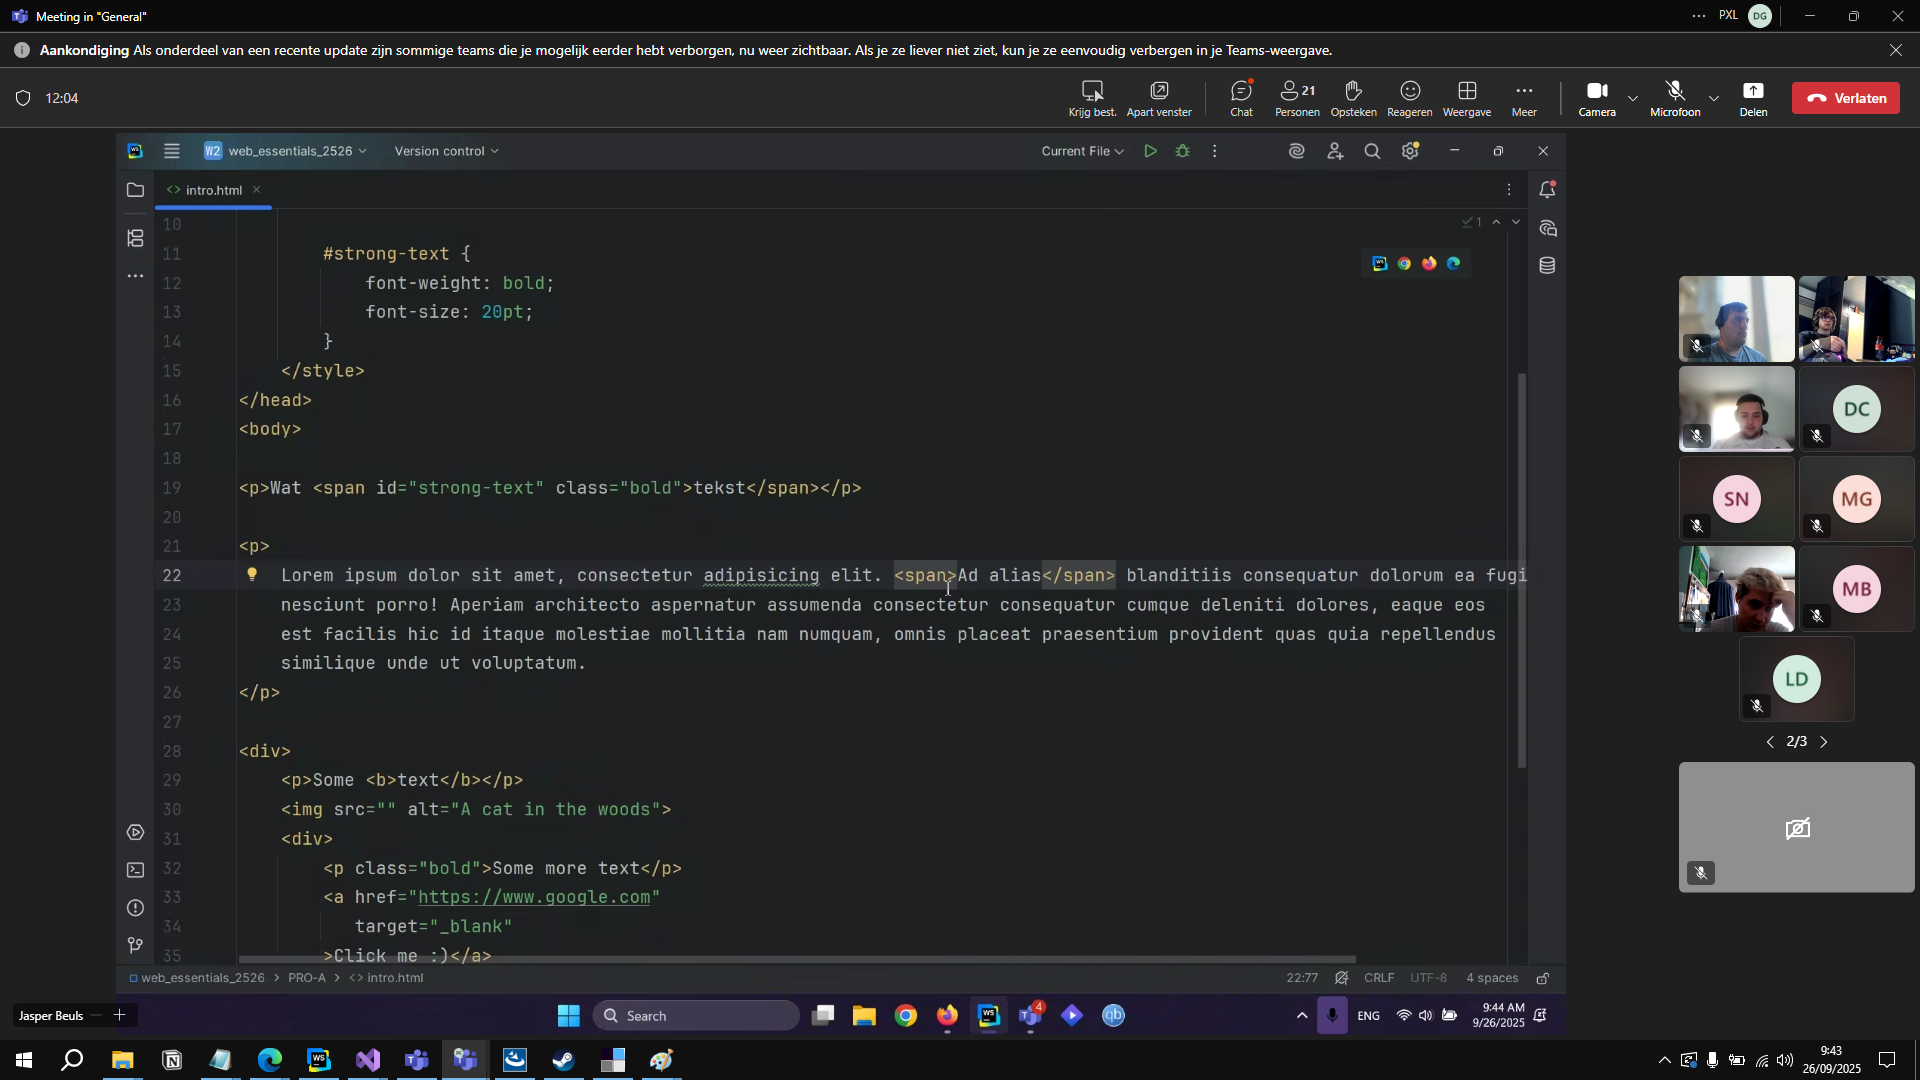 Meeting in "General"
PXL
DG
Aankondiging Als onderdeel van een recente update zijn sommige teams die je mogelijk eerder hebt verborgen, nu weer zichtbaar. Als je ze liever niet ziet, kun je ze eenvoudig verbergen in je Teams-weergave.
12:04
Krijg best.
Apart venster
Chat
21
Personen
Opsteken
Reageren
Weergave
Meer
Camera
Microfoon
Delen
Verlaten
WS
W2 web_essentials_2526
Version control
Current File
<> intro.html
1
10
11 #strong-text {
12 font-weight: bold;
13 font-size: 20pt;
14 }
15 </style>
16 </head>
17 <body>
18
19 <p>Wat <span id="strong-text" class="bold">tekst</span></p>
20
21 <p>
22 Lorem ipsum dolor sit amet, consectetur adipisicing elit. <span>Ad alias</span> blanditiis consequatur dolorum ea fugi
23 nesciunt porro! Aperiam architecto aspernatur assumenda consectetur consequatur cumque deleniti dolores, eaque eos
24 est facilis hic id itaque molestiae mollitia nam numquam, omnis placeat praesentium provident quas quia repellendus
25 similique unde ut voluptatum.
26 </p>
27
28 <div>
29 <p>Some <b>text</b></p>
30 <img src="" alt="A cat in the woods">
31 <div>
32 <p class="bold">Some more text</p>
33 <a href="https://www.google.com"
34 target="_blank"
35 >Click me :)</a>
web_essentials_2526 > PRO-A > <> intro.html
22:77
CRLF
UTF-8
4 spaces
DC
SN
MG
MB
LD
2/3
Jasper Beuls
Search
WS
4
qb
ENG
9:44 AM
9/26/2025
WS
9:43
26/09/2025